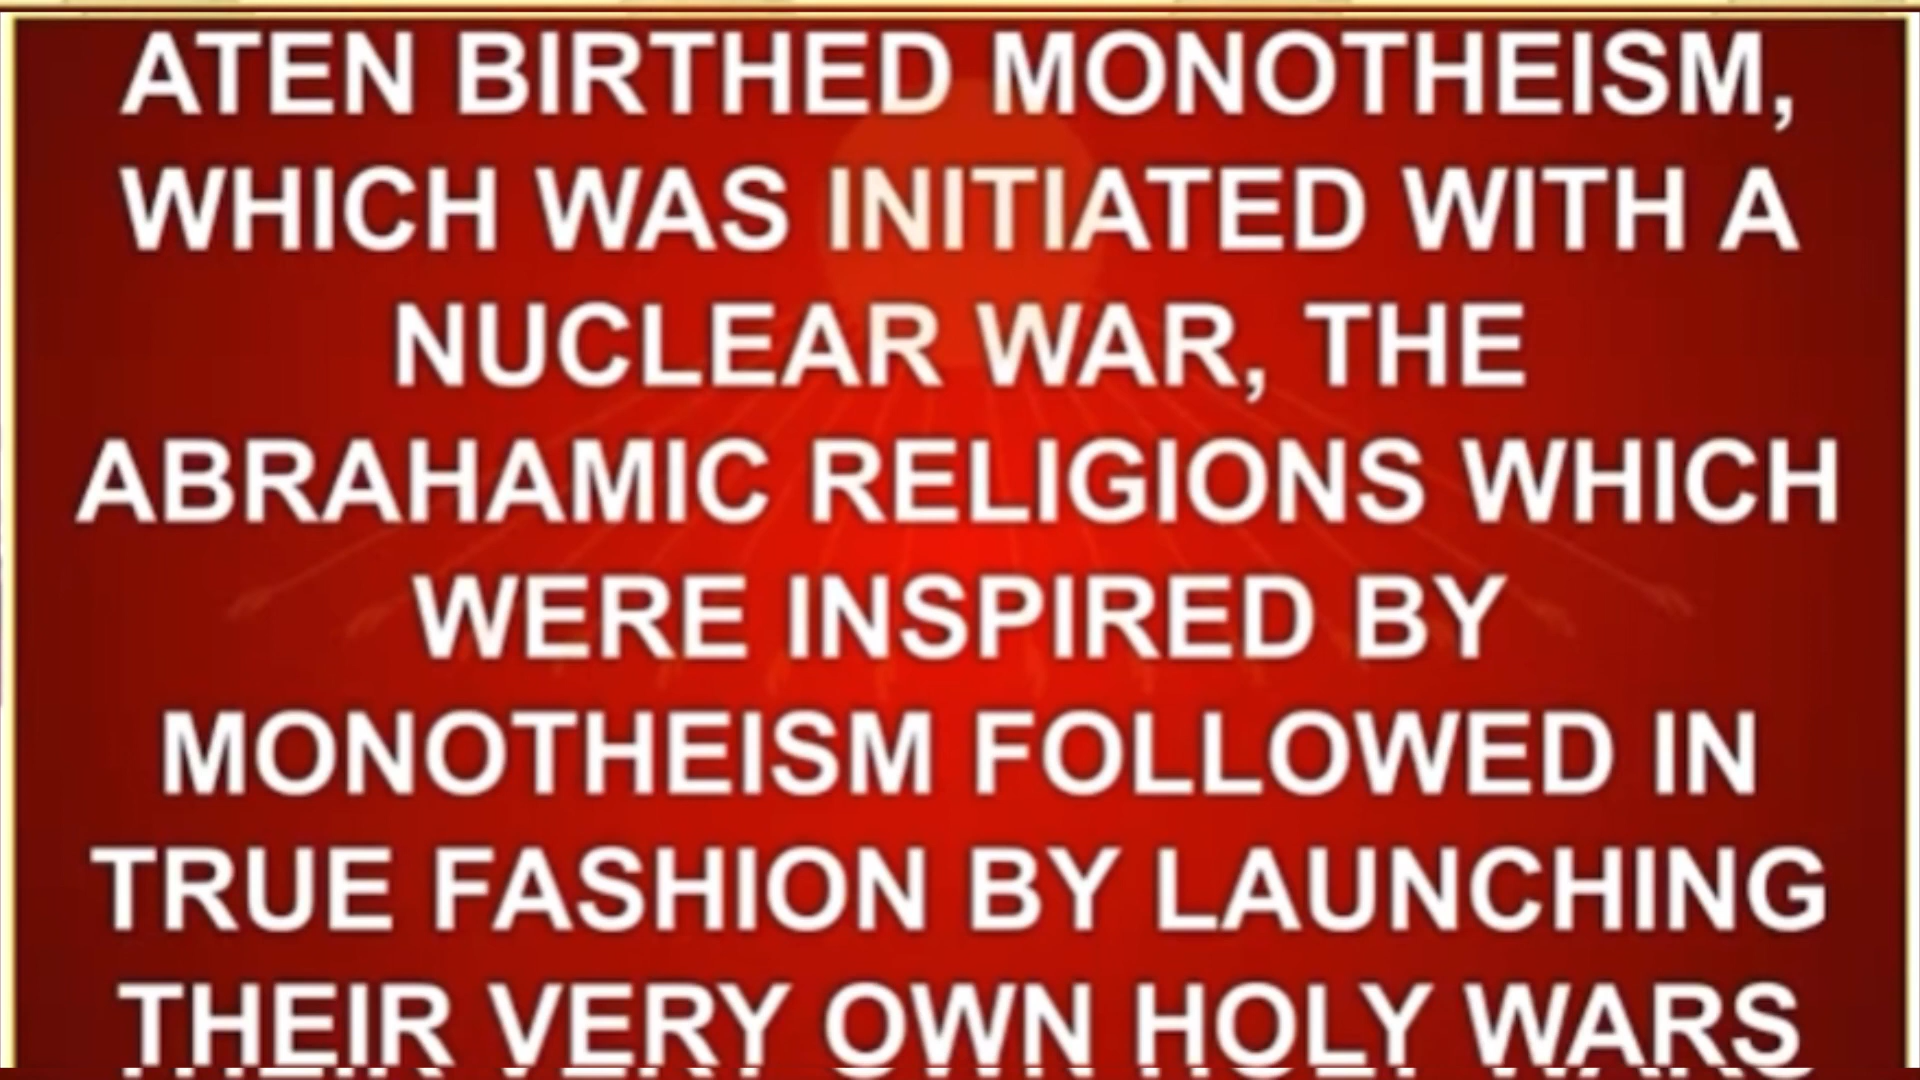 ATEN BIRTHED MONOTHEISM,
WHICH WAS INITIATED WITH A
NUCLEAR WAR, THE
ABRAHAMIC RELIGIONS WHICH
WERE INSPIRED BY
MONOTHEISM FOLLOWED IN
TRUE FASHION BY LAUNCHING
THEIR VERY OWN HOLY WARS